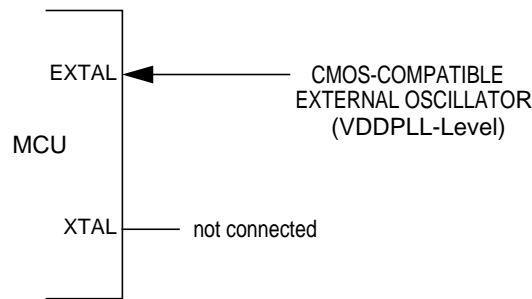 EXTAL
CMOS-COMPATIBLE
EXTERNAL OSCILLATOR
(VDDPLL-Level)
MCU
XTAL
not connected